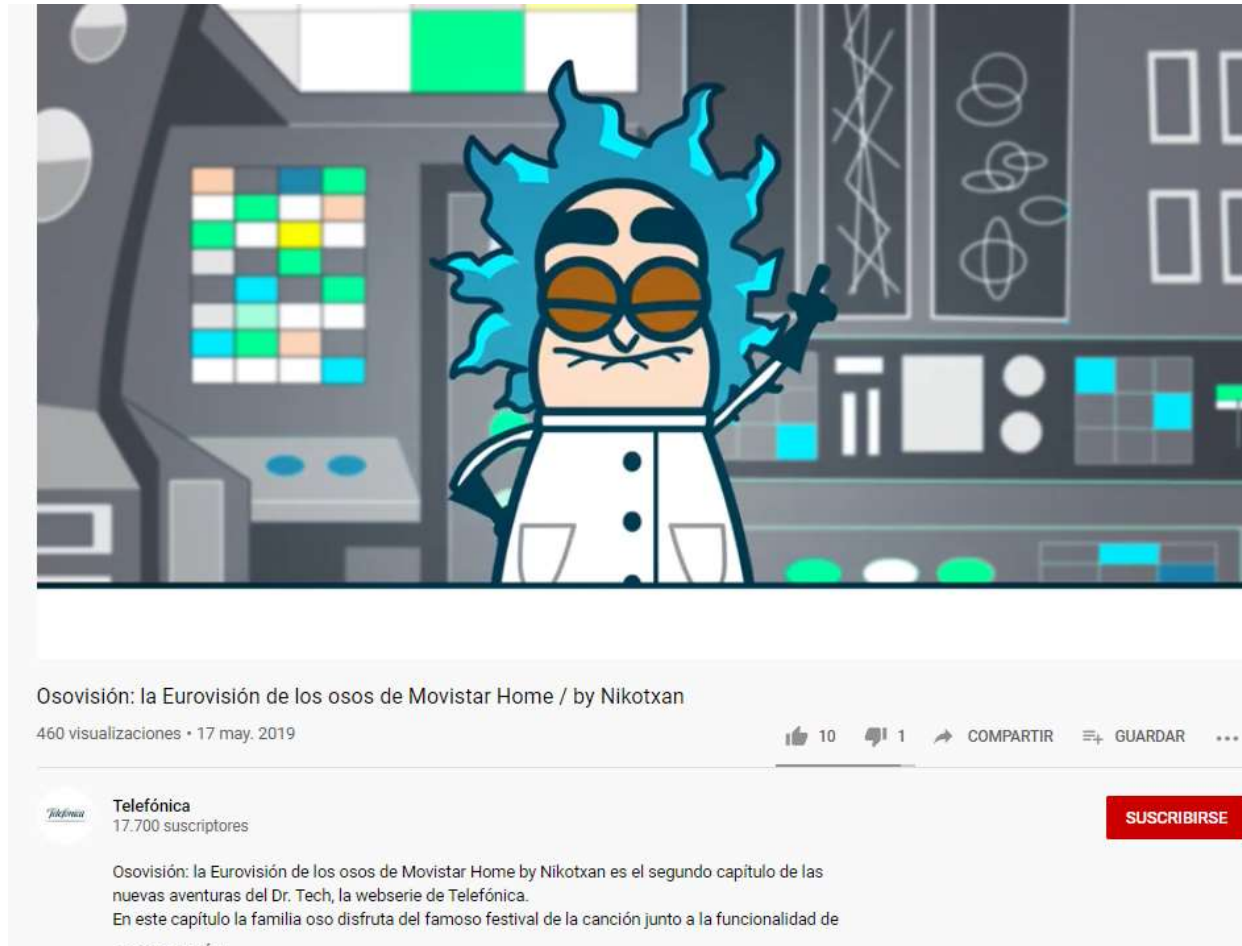 Osovisión: la Eurovisión de los osos de Movistar Home / by Nikotxan
460 visualizaciones • 17 may. 2019
10 1 COMPARTIR GUARDAR
Telefónica
Telefónica
17.700 suscriptores
SUSCRIBIRSE
Osovisión: la Eurovisión de los osos de Movistar Home by Nikotxan es el segundo capítulo de las
nuevas aventuras del Dr. Tech, la webserie de Telefónica.
En este capítulo la familia oso disfruta del famoso festival de la canción junto a la funcionalidad de